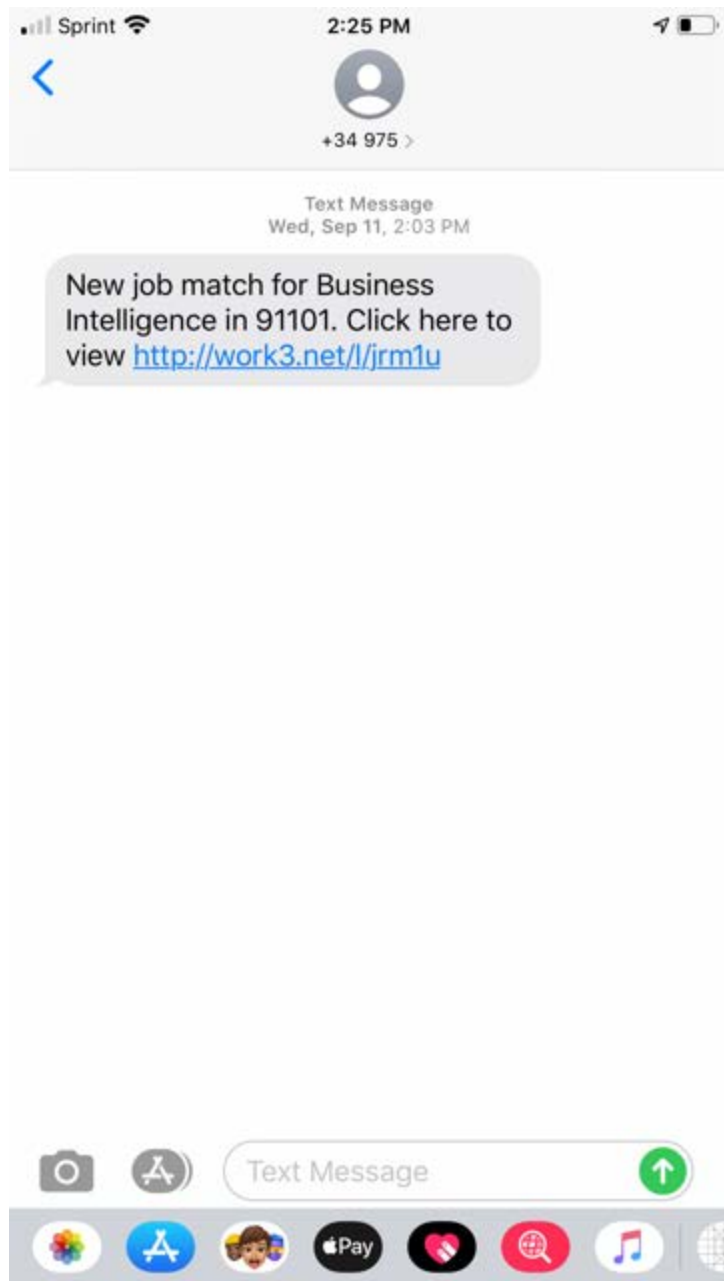 Sprint 2:25 PM
+34 975 >
Text Message
Wed, Sep 11, 2:03 PM
New job match for Business
Intelligence in 91101. Click here to
view http://work3.net/l/jrm1u
Text Message
Pay